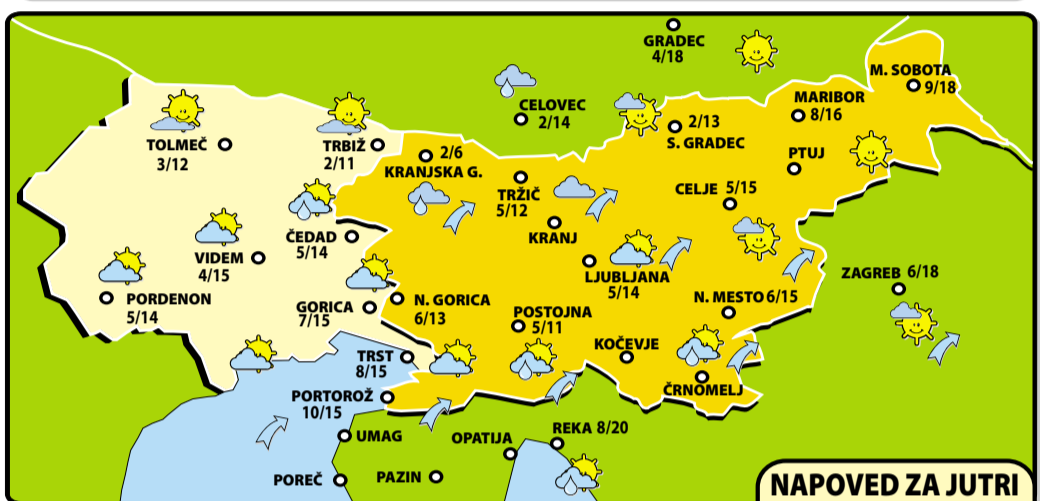 GRADEC
4/18
M. SOBOTA
9/18
CELOVEC
2/14
MARIBOR
8/16
2/13
S. GRADEC
TOLMEČ
3/12
TRBIŽ
2/11
2/6
KRANJSKA G.
PTUJ
TRŽIČ
5/12
CELJE 5/15
KRANJ
ČEDAD
5/14
VIDEM
4/15
LJUBLJANA
5/14
ZAGREB 6/18
PORDENON
5/14
GORICA
7/15
N. GORICA
6/13
N. MESTO 6/15
POSTOJNA
5/11
KOČEVJE
TRST
8/15
ČRNOMELJ
PORTOROŽ
10/15
UMAG
OPATIJA
REKA 8/20
POREČ
PAZIN
NAPOVED ZA JUTRI